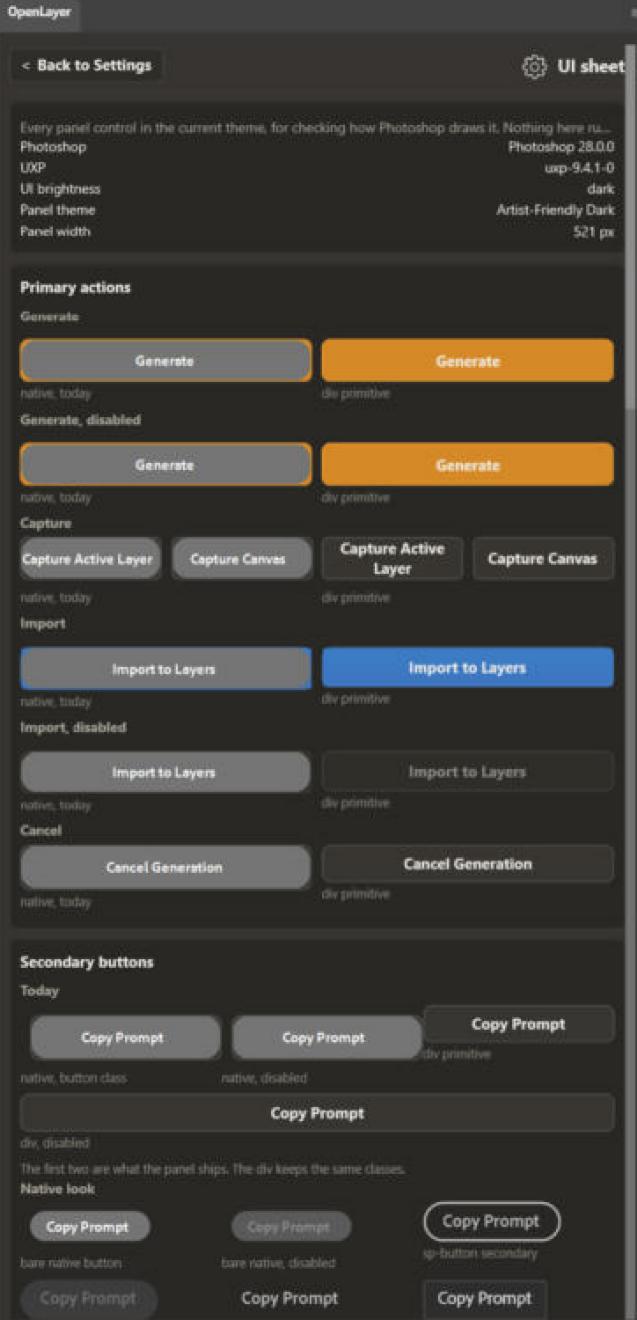 OpenLayer
< Back to Settings
UI sheet
Every panel control in the current theme, for checking how Photoshop draws it. Nothing here ru...
Photoshop Photoshop 28.0.0
UXP uxp-9.4.1-0
UI brightness dark
Panel theme Artist-Friendly Dark
Panel width 521 px
Primary actions
Generate
Generate Generate
native, today div primitive
Generate, disabled
Generate Generate
native, today div primitive
Capture
Capture Active Layer Capture Canvas Capture Active Layer Capture Canvas
native, today div primitive
Import
Import to Layers Import to Layers
native, today div primitive
Import, disabled
Import to Layers Import to Layers
native, today div primitive
Cancel
Cancel Generation Cancel Generation
native, today div primitive
Secondary buttons
Today
Copy Prompt Copy Prompt Copy Prompt
native, button class native, disabled div primitive
Copy Prompt
div, disabled
The first two are what the panel ships. The div keeps the same classes.
Native look
Copy Prompt Copy Prompt Copy Prompt
bare native button bare native, disabled sp-button secondary
Copy Prompt Copy Prompt Copy Prompt